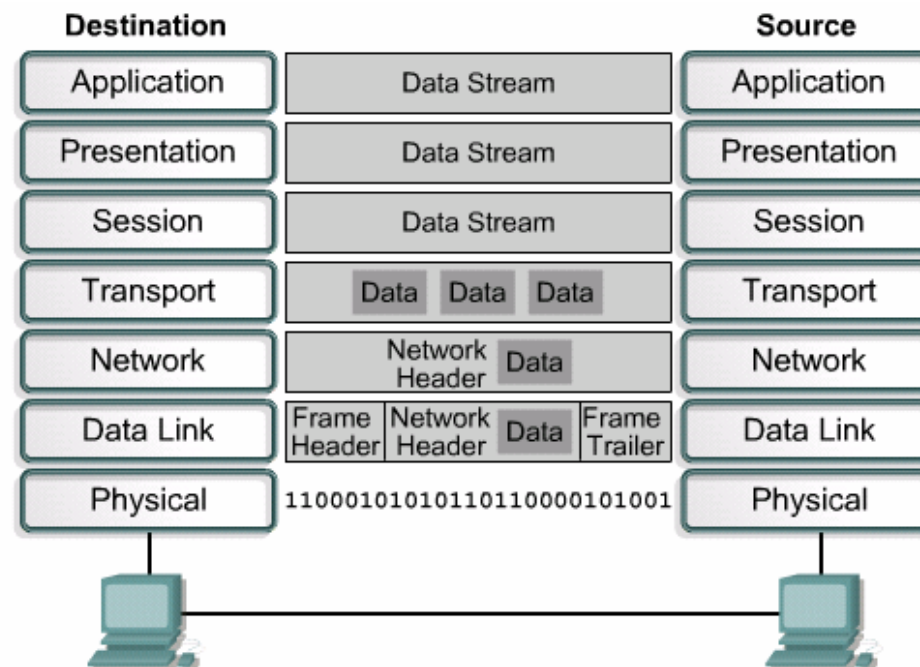 Destination Source
Application Data Stream Application
Presentation Data Stream Presentation
Session Data Stream Session
Transport Data Data Data Transport
Network Network Header Data Network
Data Link Frame Header Network Header Data Frame Trailer Data Link
Physical 1100010101011011000010100​1 Physical